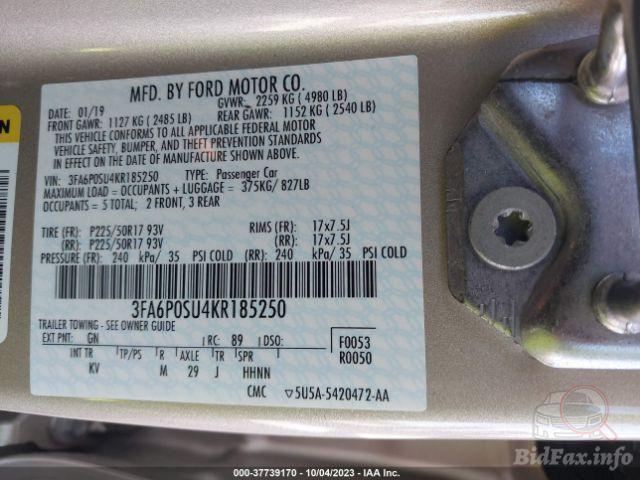 MFD. BY FORD MOTOR CO.
DATE: 01/19 GVWR: 2259 KG ( 4980 LB)
FRONT GAWR: 1127 KG ( 2485 LB) REAR GAWR: 1152 KG ( 2540 LB)
THIS VEHICLE CONFORMS TO ALL APPLICABLE FEDERAL MOTOR
VEHICLE SAFETY, BUMPER, AND THEFT PREVENTION STANDARDS
IN EFFECT ON THE DATE OF MANUFACTURE SHOWN ABOVE.
VIN: 3FA6P0SU4KR185250 TYPE: Passenger Car
MAXIMUM LOAD = OCCUPANTS + LUGGAGE = 375KG/ 827LB
OCCUPANTS = 5 TOTAL; 2 FRONT, 3 REAR
TIRE (FR): P225/50R17 93V RIMS (FR): 17x7.5J
(RR): P225/50R17 93V (RR): 17x7.5J
PRESSURE (FR): 240 kPa/ 35 PSI COLD (RR): 240 kPa/ 35 PSI COLD
3FA6P0SU4KR185250
TRAILER TOWING - SEE OWNER GUIDE
EXT PNT: GN RC: 89 DSO: F0053
INT TR TP/PS R AXLE TR SPR R0050
KV M 29 J HHNN
CMC ▽5U5A-5420472-AA
BidFax.info
000-37739170 - 10/04/2023 - IAA Inc.